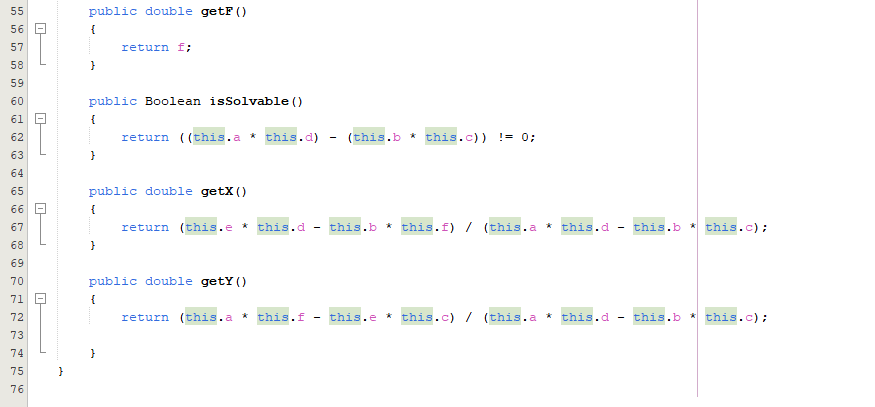 55 public double getF()
56 {
57 return f;
58 }
59
60 public Boolean isSolvable()
61 {
62 return ((this.a * this.d) - (this.b * this.c)) != 0;
63 }
64
65 public double getX()
66 {
67 return (this.e * this.d - this.b * this.f) / (this.a * this.d - this.b * this.c);
68 }
69
70 public double getY()
71 {
72 return (this.a * this.f - this.e * this.c) / (this.a * this.d - this.b * this.c);
73
74 }
75 }
76